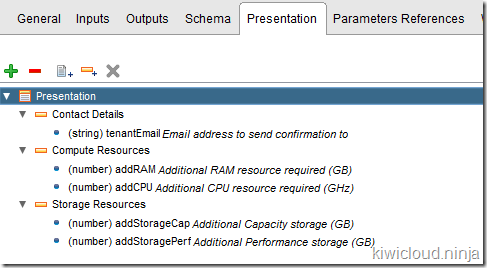 General Inputs Outputs Schema Presentation Parameters References
Presentation
Contact Details
(string) tenantEmail Email address to send confirmation to
Compute Resources
(number) addRAM Additional RAM resource required (GB)
(number) addCPU Additional CPU resource required (GHz)
Storage Resources
(number) addStorageCap Additional Capacity storage (GB)
(number) addStoragePerf Additional Performance storage (GB)
kiwicloud.ninja